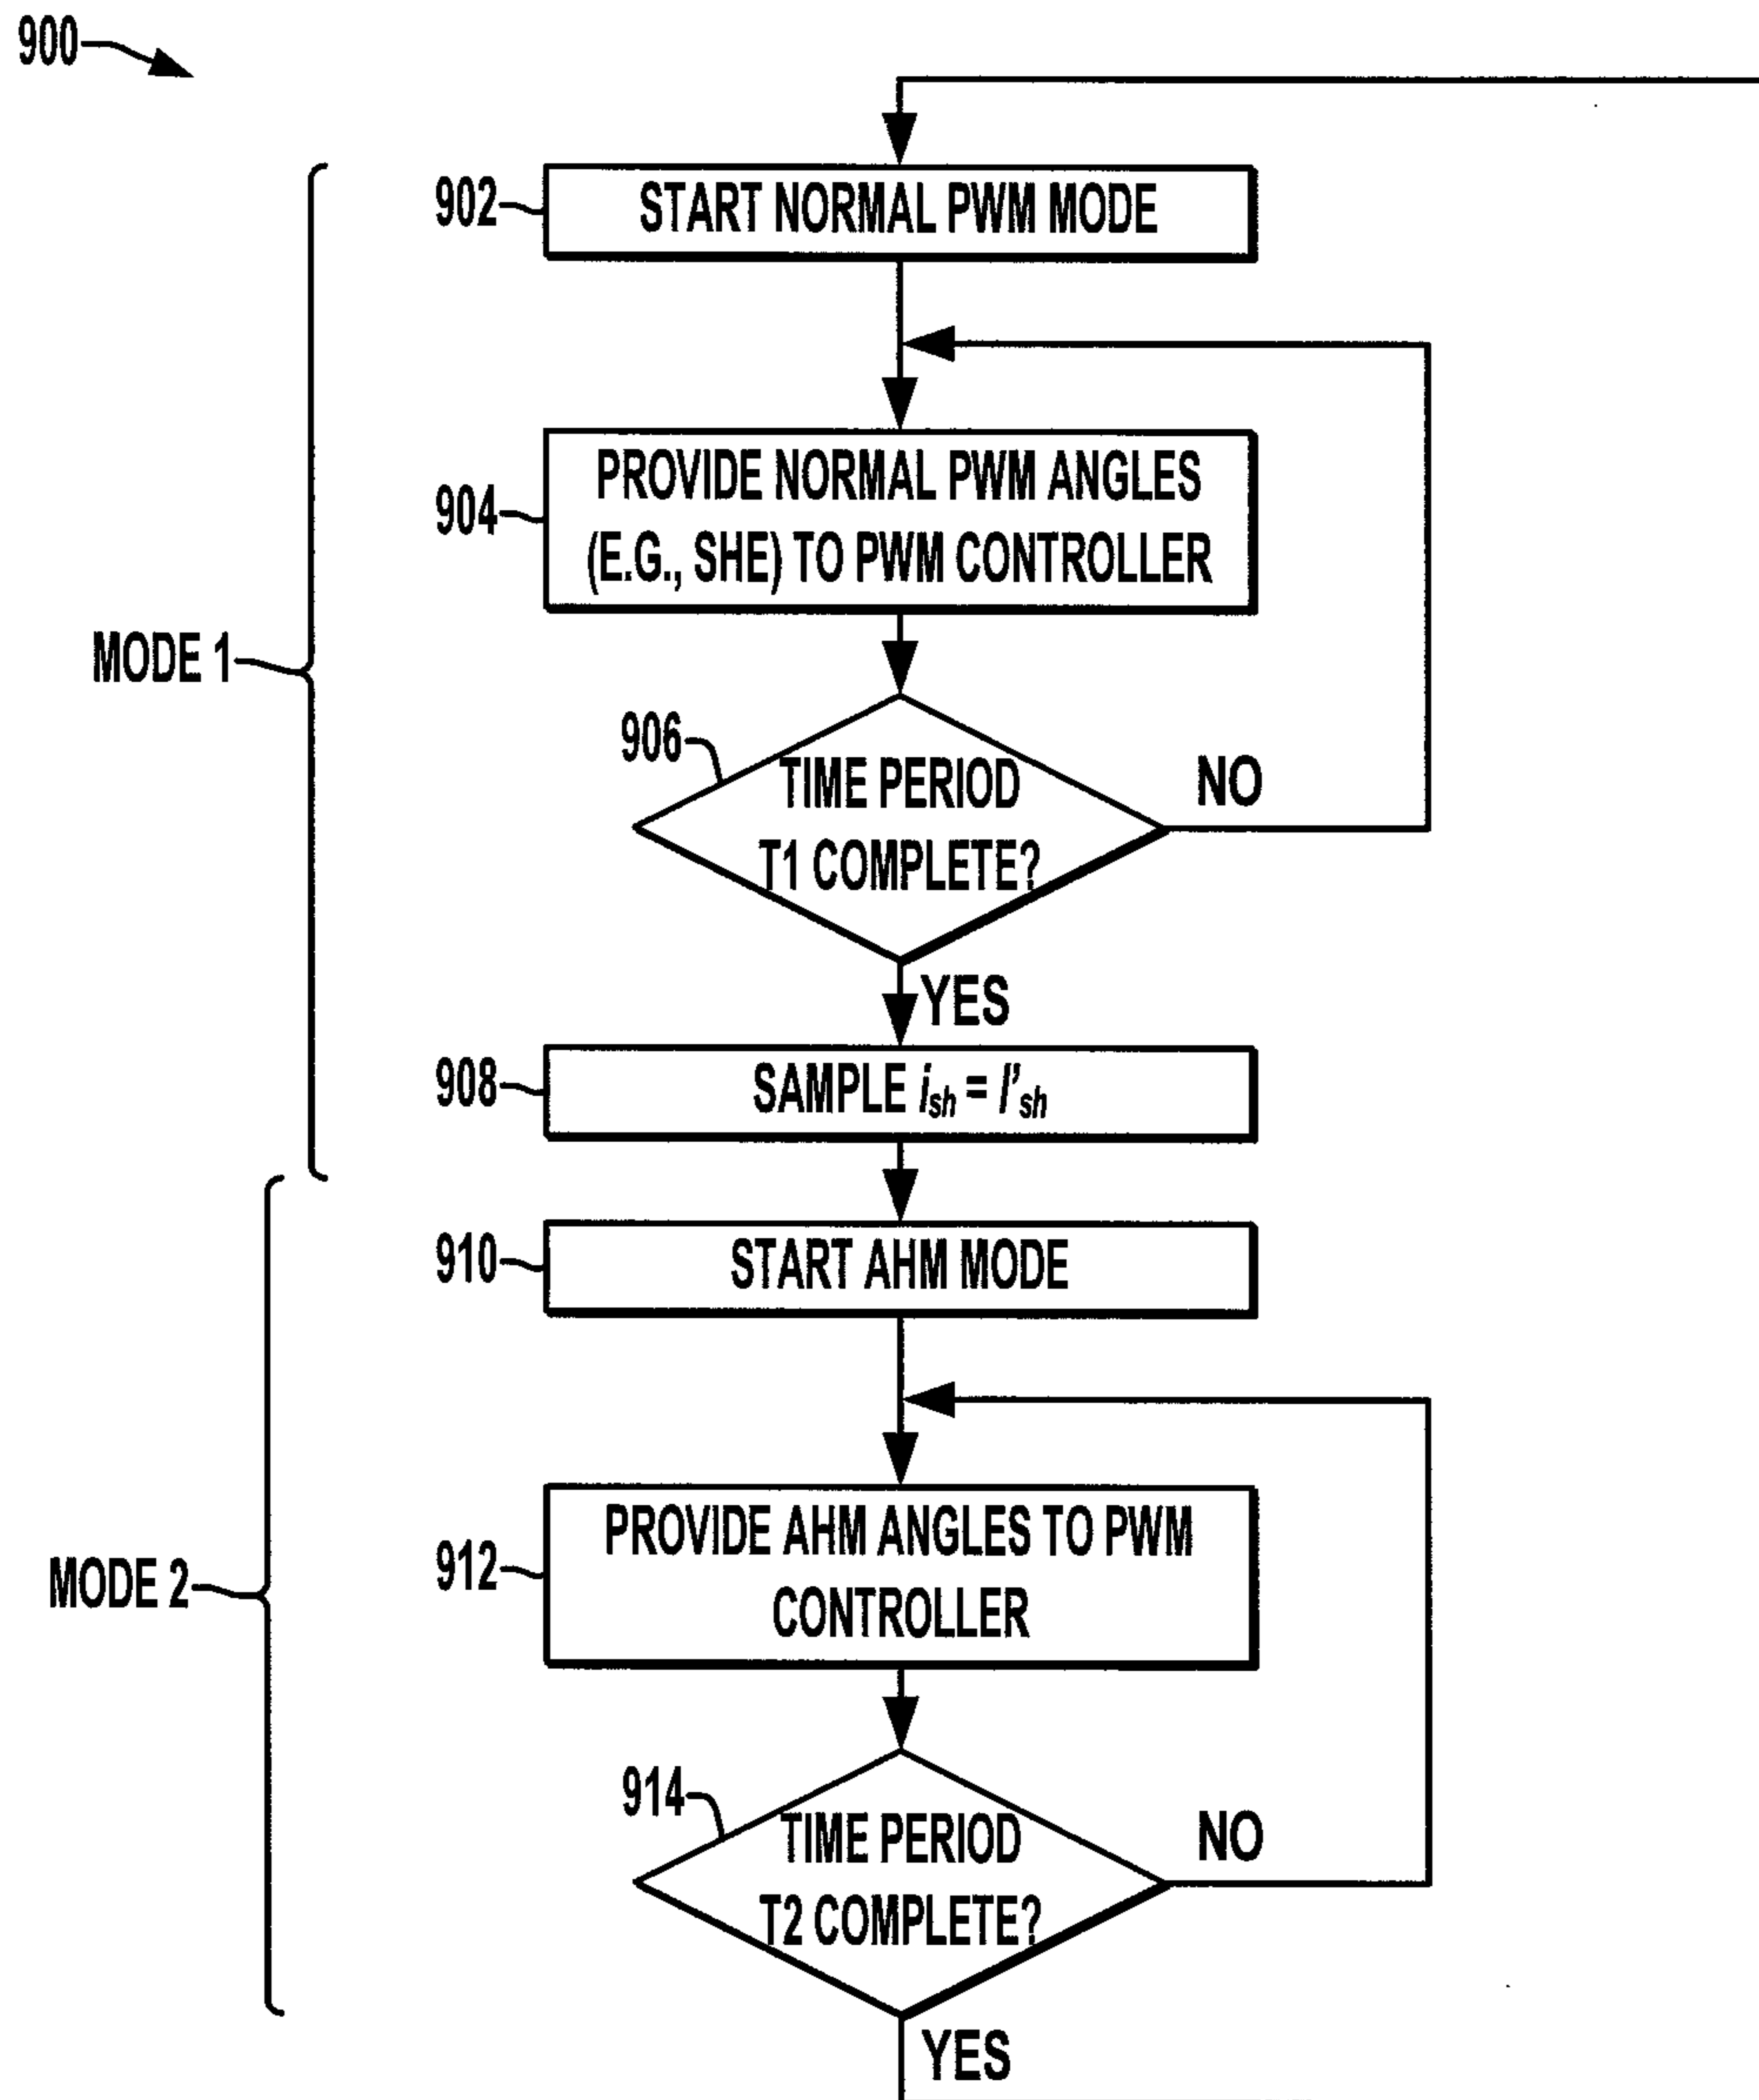 900
902
START NORMAL PWM MODE
904
PROVIDE NORMAL PWM ANGLES
(E.G., SHE) TO PWM CONTROLLER
MODE 1
906
TIME PERIOD
T1 COMPLETE?
NO
YES
908
SAMPLE ish = I'sh
910
START AHM MODE
912
PROVIDE AHM ANGLES TO PWM
CONTROLLER
MODE 2
914
TIME PERIOD
T2 COMPLETE?
NO
YES